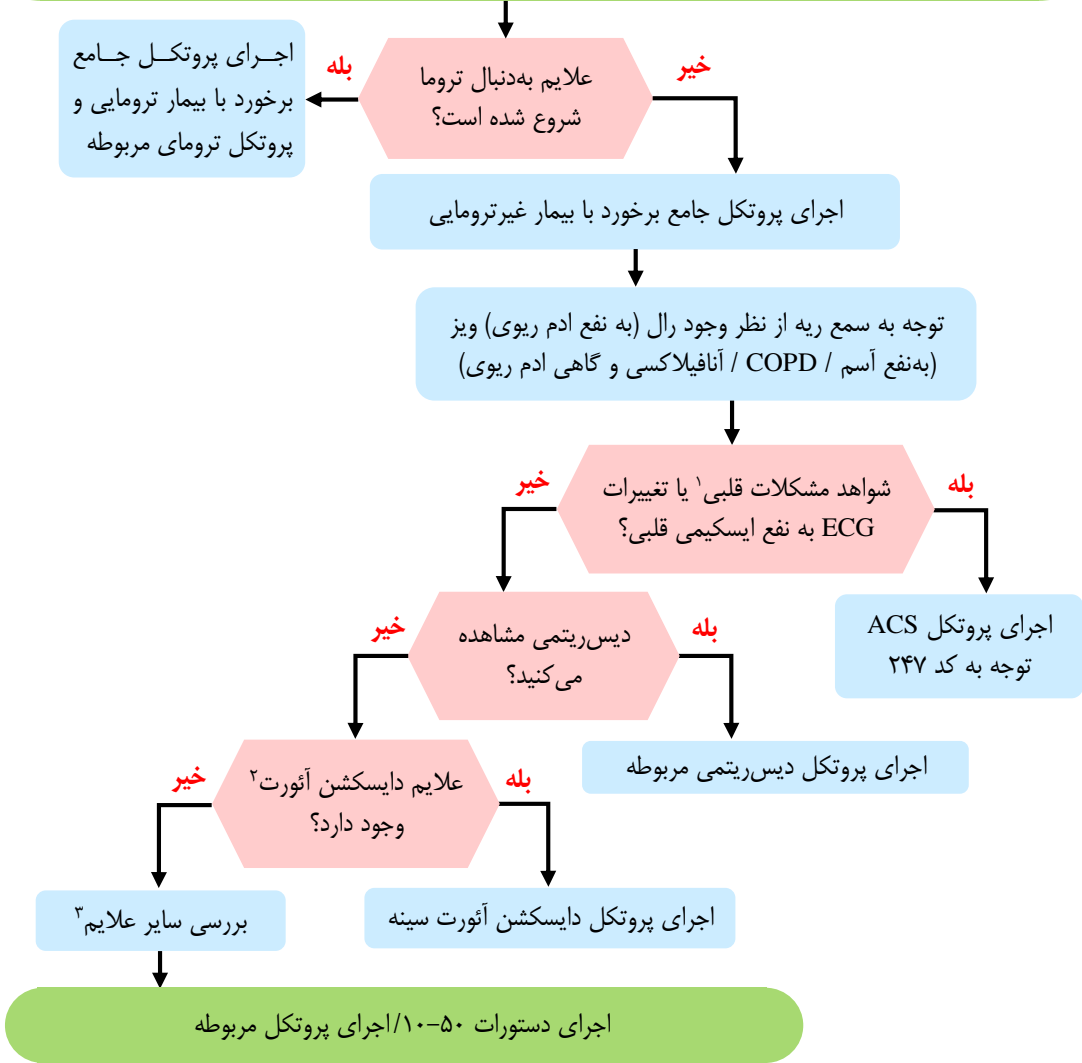 علایم به‌دنبال تروما
شروع شده است؟
بله
خیر
اجـرای پروتکــل جــامع
برخورد با بیمار ترومایی و
پروتکل ترومای مربوطه
اجرای پروتکل جامع برخورد با بیمار غیرترومایی
توجه به سمع ریه از نظر وجود رال (به نفع ادم ریوی) ویز
(به‌نفع آسم / COPD / آنافیلاکسی و گاهی ادم ریوی)
شواهد مشکلات قلبی۱ یا تغییرات
ECG به نفع ایسکیمی قلبی؟
بله
خیر
اجرای پروتکل ACS
توجه به کد ۲۴۷
دیس‌ریتمی مشاهده
می‌کنید؟
بله
خیر
اجرای پروتکل دیس‌ریتمی مربوطه
علایم دایسکشن آئورت۲
وجود دارد؟
بله
خیر
اجرای پروتکل دایسکشن آئورت سینه
بررسی سایر علایم۳
اجرای دستورات ۵۰-۱۰/اجرای پروتکل مربوطه